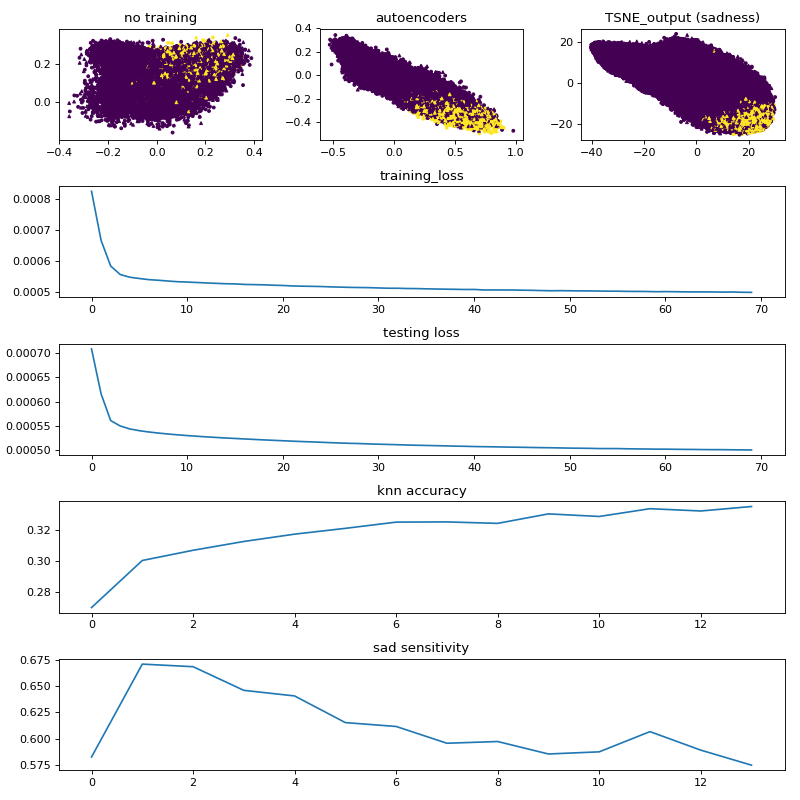 no training
autoencoders
TSNE_output (sadness)
0.2
0.0
−0.4 −0.2 0.0 0.2 0.4
0.4
0.2
0.0
−0.2
−0.4
−0.5 0.0 0.5 1.0
20
0
−20
−40 −20 0 20
training_loss
0.0008
0.0007
0.0006
0.0005
0 10 20 30 40 50 60 70
testing loss
0.00070
0.00065
0.00060
0.00055
0.00050
0 10 20 30 40 50 60 70
knn accuracy
0.32
0.30
0.28
0 2 4 6 8 10 12
sad sensitivity
0.675
0.650
0.625
0.600
0.575
0 2 4 6 8 10 12